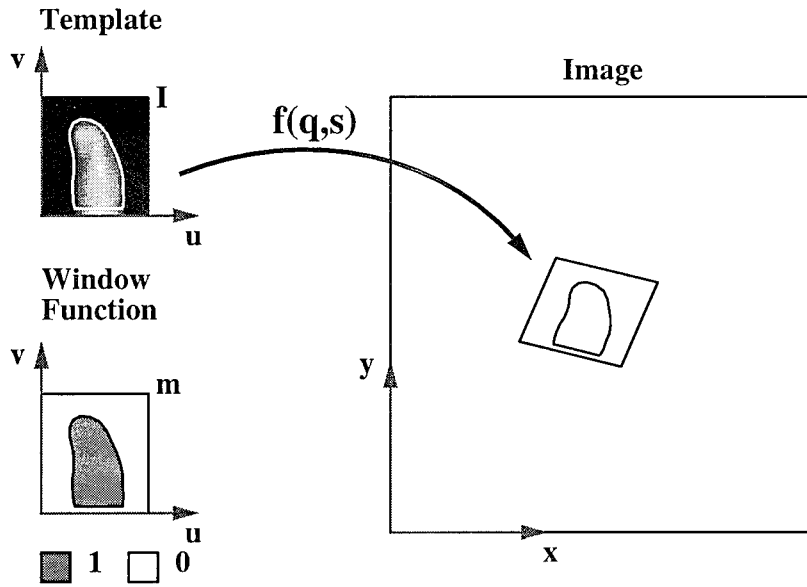 Template
v
I
u
f(q,s)
Image
y
x
Window
Function
v
m
u
1 0